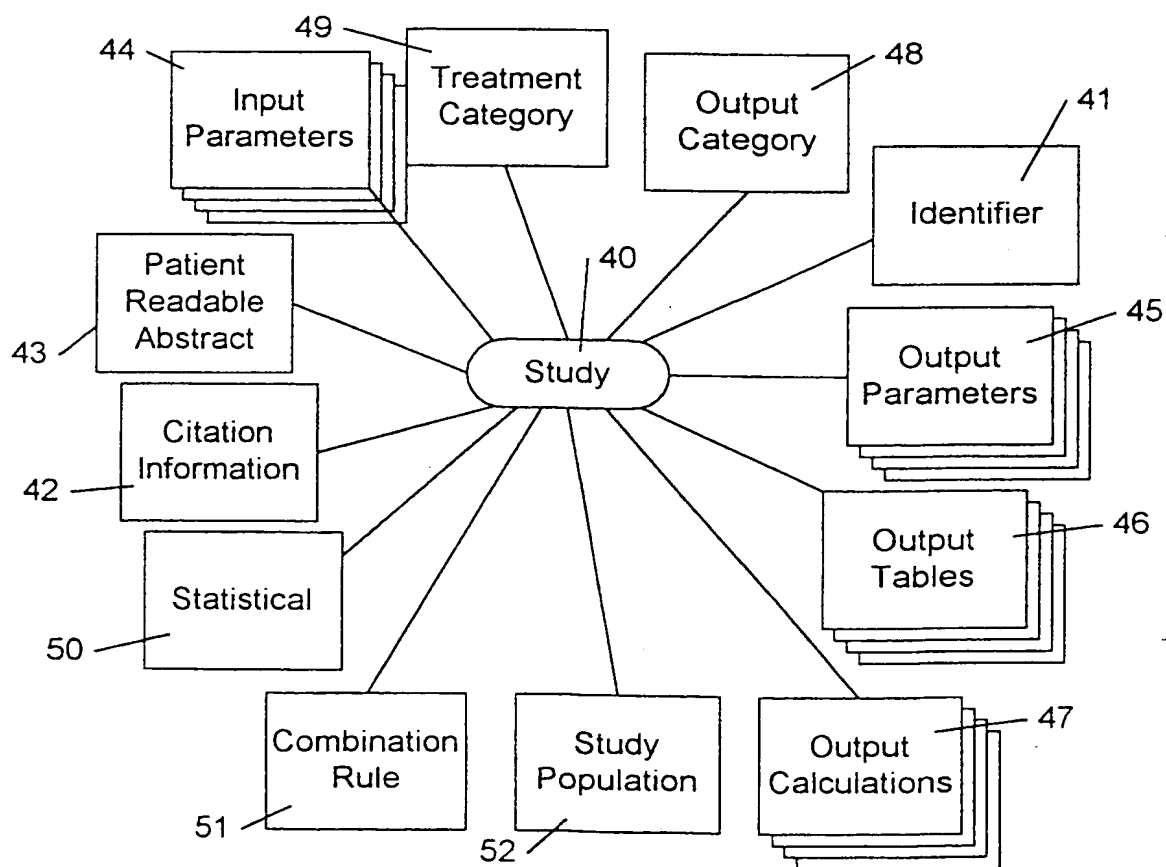 49
44
48
Treatment
Category
Input
Parameters
Output
Category
41
Identifier
40
Patient
Readable
Abstract
45
43
Output
Parameters
Study
Citation
Information
42
46
Output
Tables
Statistical
50
47
Combination
Rule
Study
Population
Output
Calculations
51
52